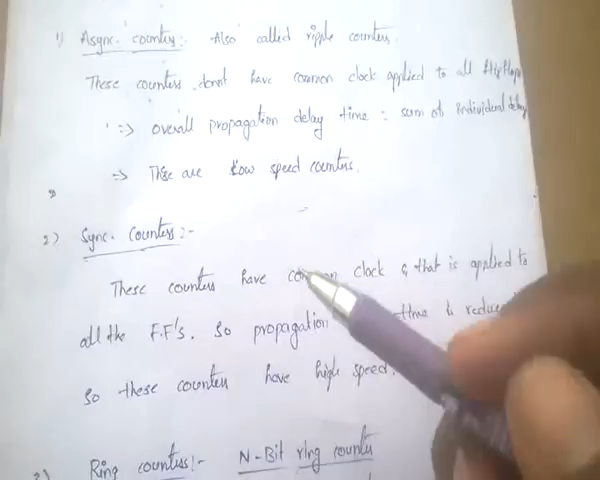 1) Async. counters:- Also called ripple counters.
These counters donot have common clock applied to all flipflops
=> overall propagation delay time = sum of individual delay
=> These are low speed counters.
2) Sync. Counters:-
These counters have common clock & that is applied to
all the F.F's. So propagation time is
So these counters have high speed.
3) Ring counters:- N-Bit ring counter